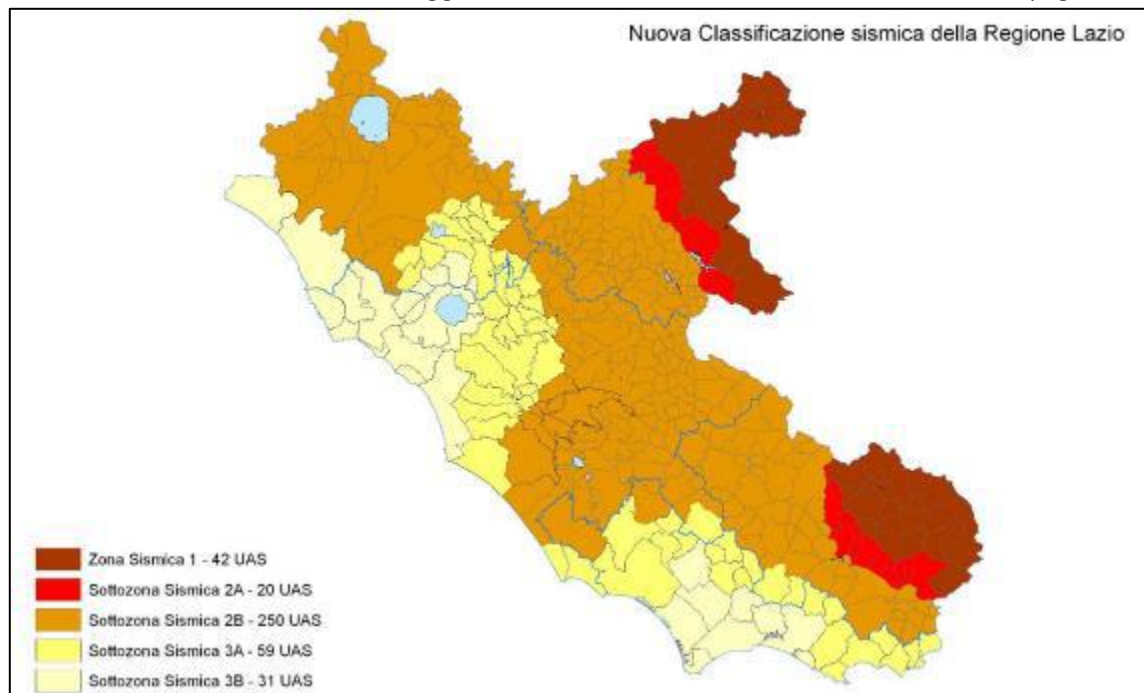 Nuova Classificazione sismica della Regione Lazio
Zona Sismica 1 - 42 UAS
Sottozona Sismica 2A - 20 UAS
Sottozona Sismica 2B - 250 UAS
Sottozona Sismica 3A - 59 UAS
Sottozona Sismica 3B - 31 UAS